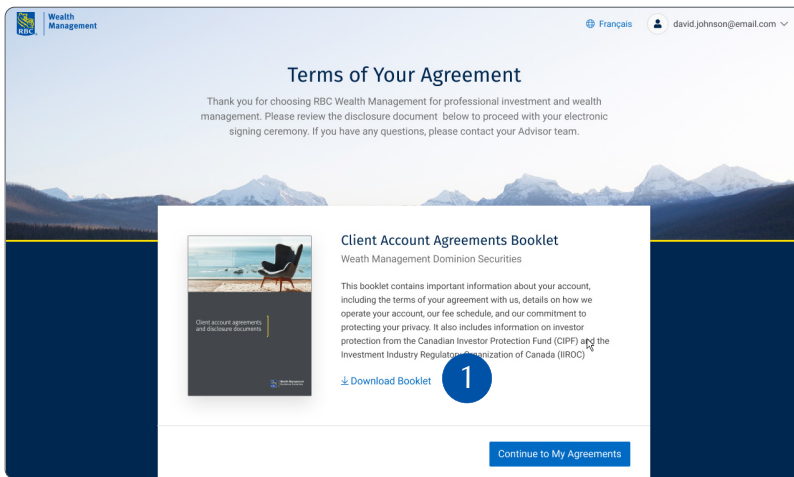 Wealth
Management
RBC
Français
david.johnson@email.com
Terms of Your Agreement
Thank you for choosing RBC Wealth Management for professional investment and wealth
management. Please review the disclosure document below to proceed with your electronic
signing ceremony. If you have any questions, please contact your Advisor team.
Client account agreements
and disclosure documents
Wealth Management
Dominion Securities
Client Account Agreements Booklet
Weath Management Dominion Securities
This booklet contains important information about your account,
including the terms of your agreement with us, details on how we
operate your account, our fee schedule, and our commitment to
protecting your privacy. It also includes information on investor
protection from the Canadian Investor Protection Fund (CIPF) and the
Investment Industry Regulatory Organization of Canada (IIROC)
Download Booklet
1
Continue to My Agreements